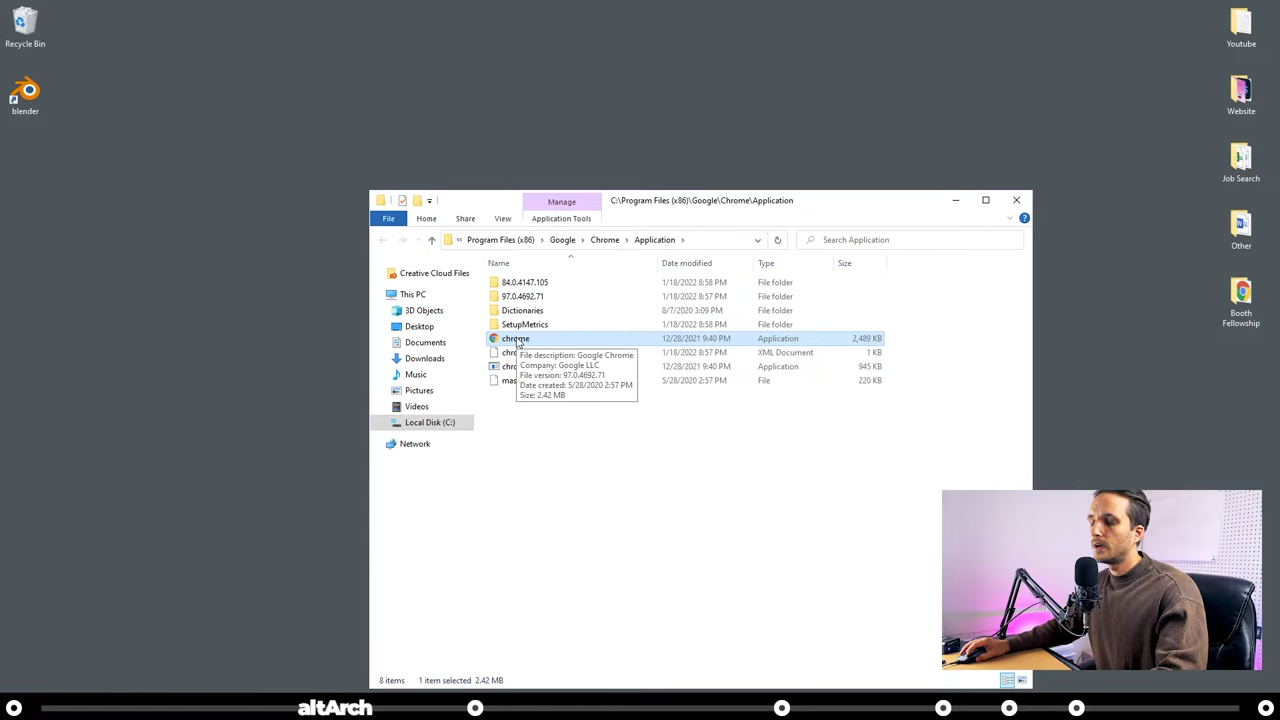 Recycle Bin
blender
Youtube
Website
Job Search
Other
Booth
Fellowship
Manage
C:\Program Files (x86)\Google\Chrome\Application
File
Home
Share
View
Application Tools
« Program Files (x86) > Google > Chrome > Application >
Search Application
Name
Date modified
Type
Size
Creative Cloud Files
This PC
3D Objects
Desktop
Documents
Downloads
Music
Pictures
Videos
Local Disk (C:)
Network
84.0.4147.105 1/18/2022 8:58 PM File folder
97.0.4692.71 1/18/2022 8:57 PM File folder
Dictionaries 8/7/2020 3:09 PM File folder
SetupMetrics 1/18/2022 8:58 PM File folder
chrome 12/28/2021 9:40 PM Application 2,489 KB
1/18/2022 8:57 PM XML Document 1 KB
12/28/2021 9:40 PM Application 945 KB
5/28/2020 2:57 PM File 220 KB
File description: Google Chrome
Company: Google LLC
File version: 97.0.4692.71
Date created: 5/28/2020 2:57 PM
Size: 2.42 MB
8 items
1 item selected 2.42 MB
altArch